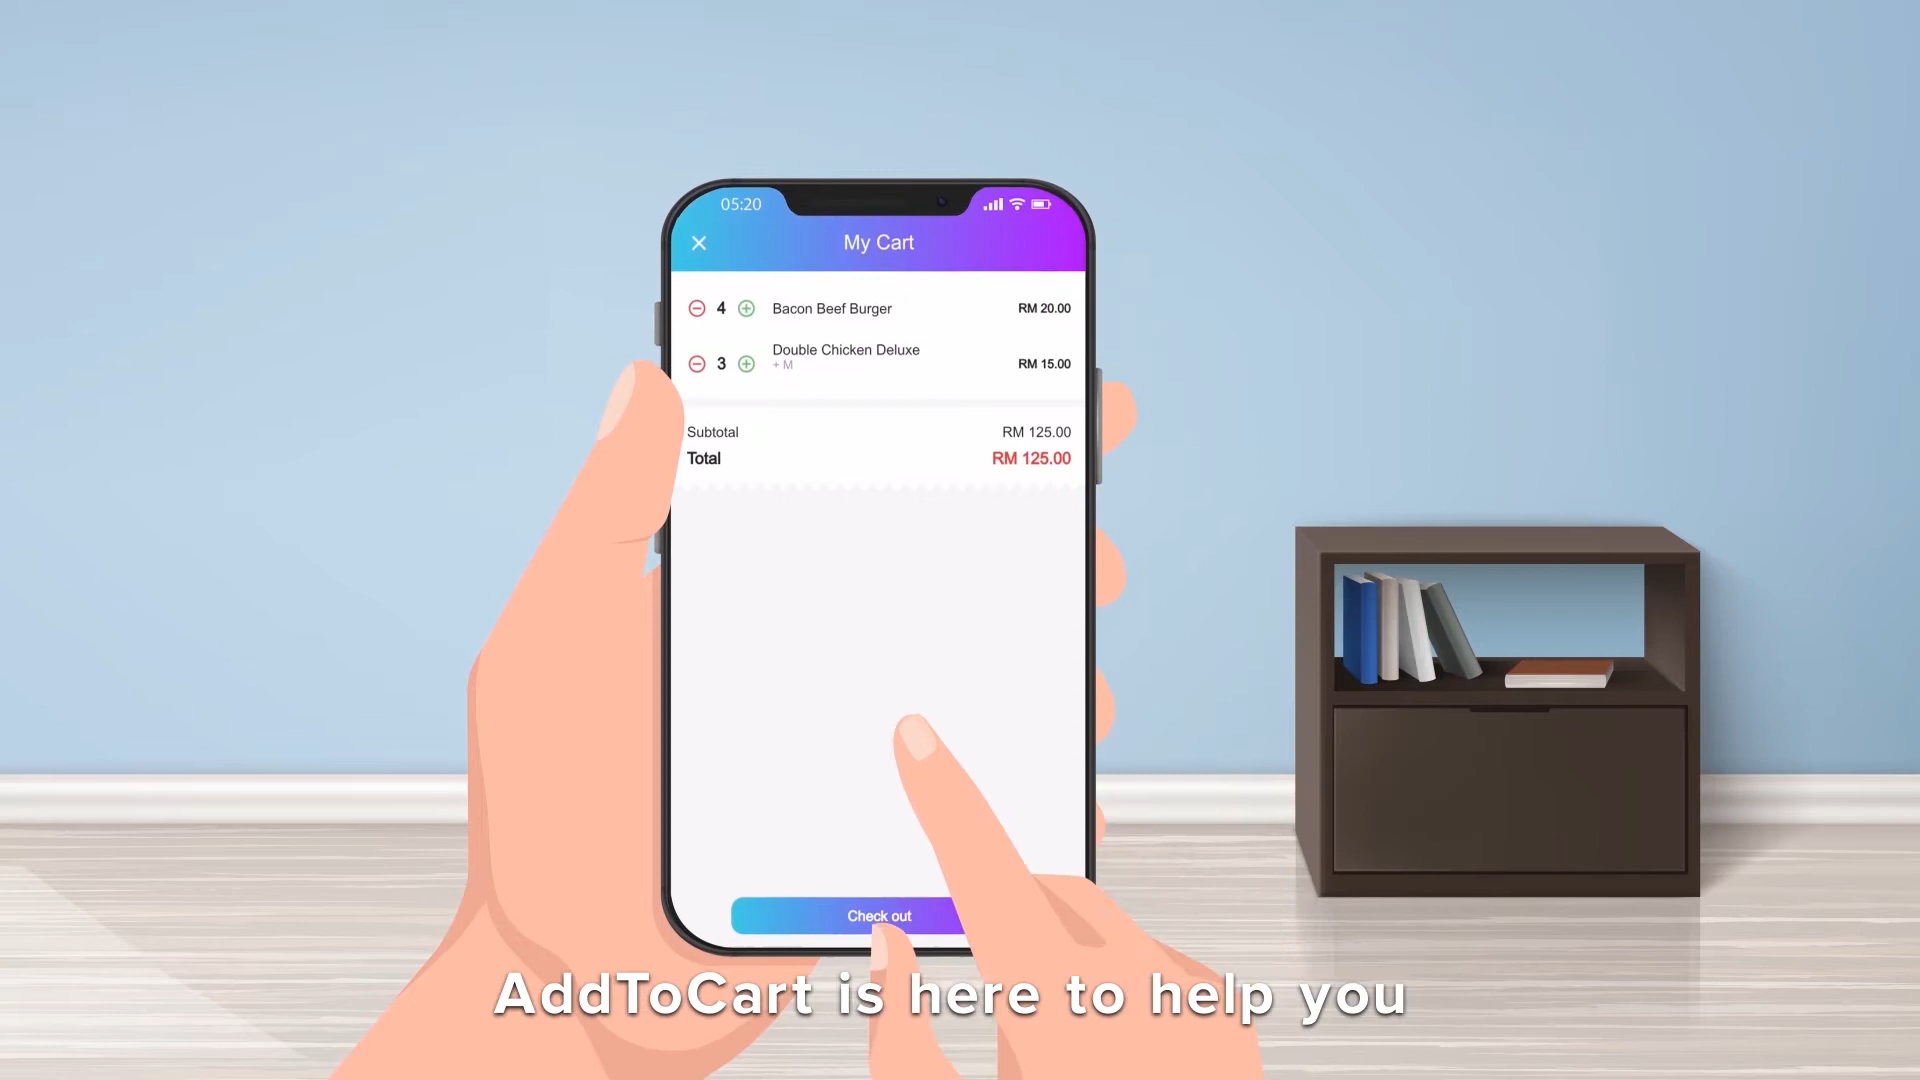 05:20
My Cart
4 Bacon Beef Burger RM 20.00
3 Double Chicken Deluxe RM 15.00
+ M
Subtotal RM 125.00
Total RM 125.00
Check out
AddToCart is here to help you